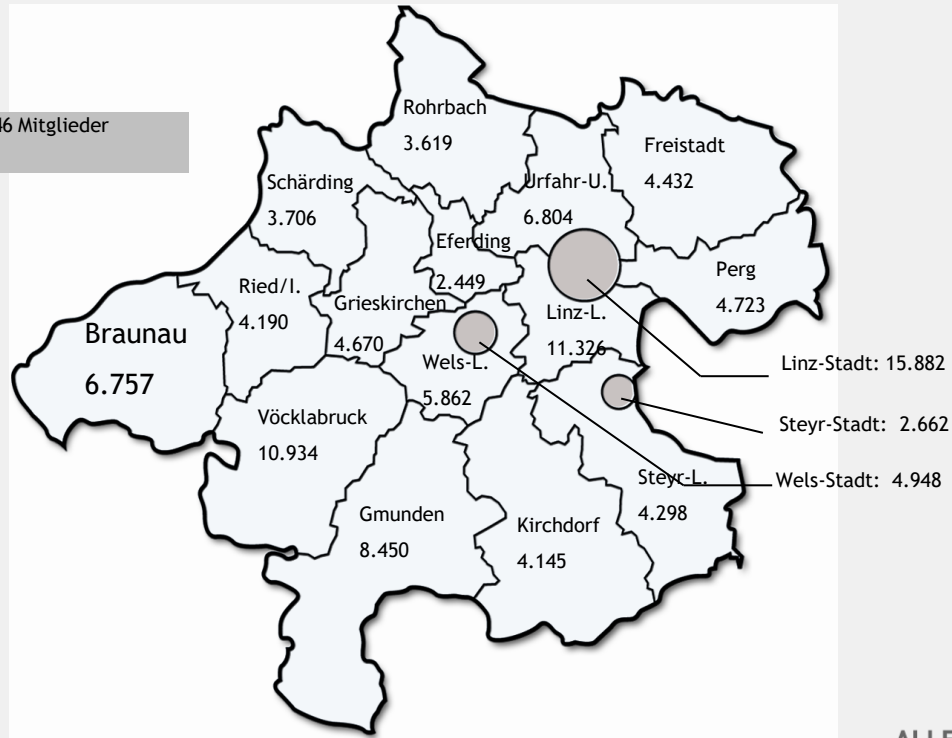 46 Mitglieder
Rohrbach
3.619
Freistadt
4.432
Schärding
3.706
Urfahr-U.
6.804
Eferding
2.449
Perg
4.723
Ried/I.
4.190
Grieskirchen
4.670
Linz-L.
11.326
Braunau
6.757
Wels-L.
5.862
Linz-Stadt: 15.882
Vöcklabruck
10.934
Steyr-Stadt: 2.662
Steyr-L.
4.298
Wels-Stadt: 4.948
Gmunden
8.450
Kirchdorf
4.145